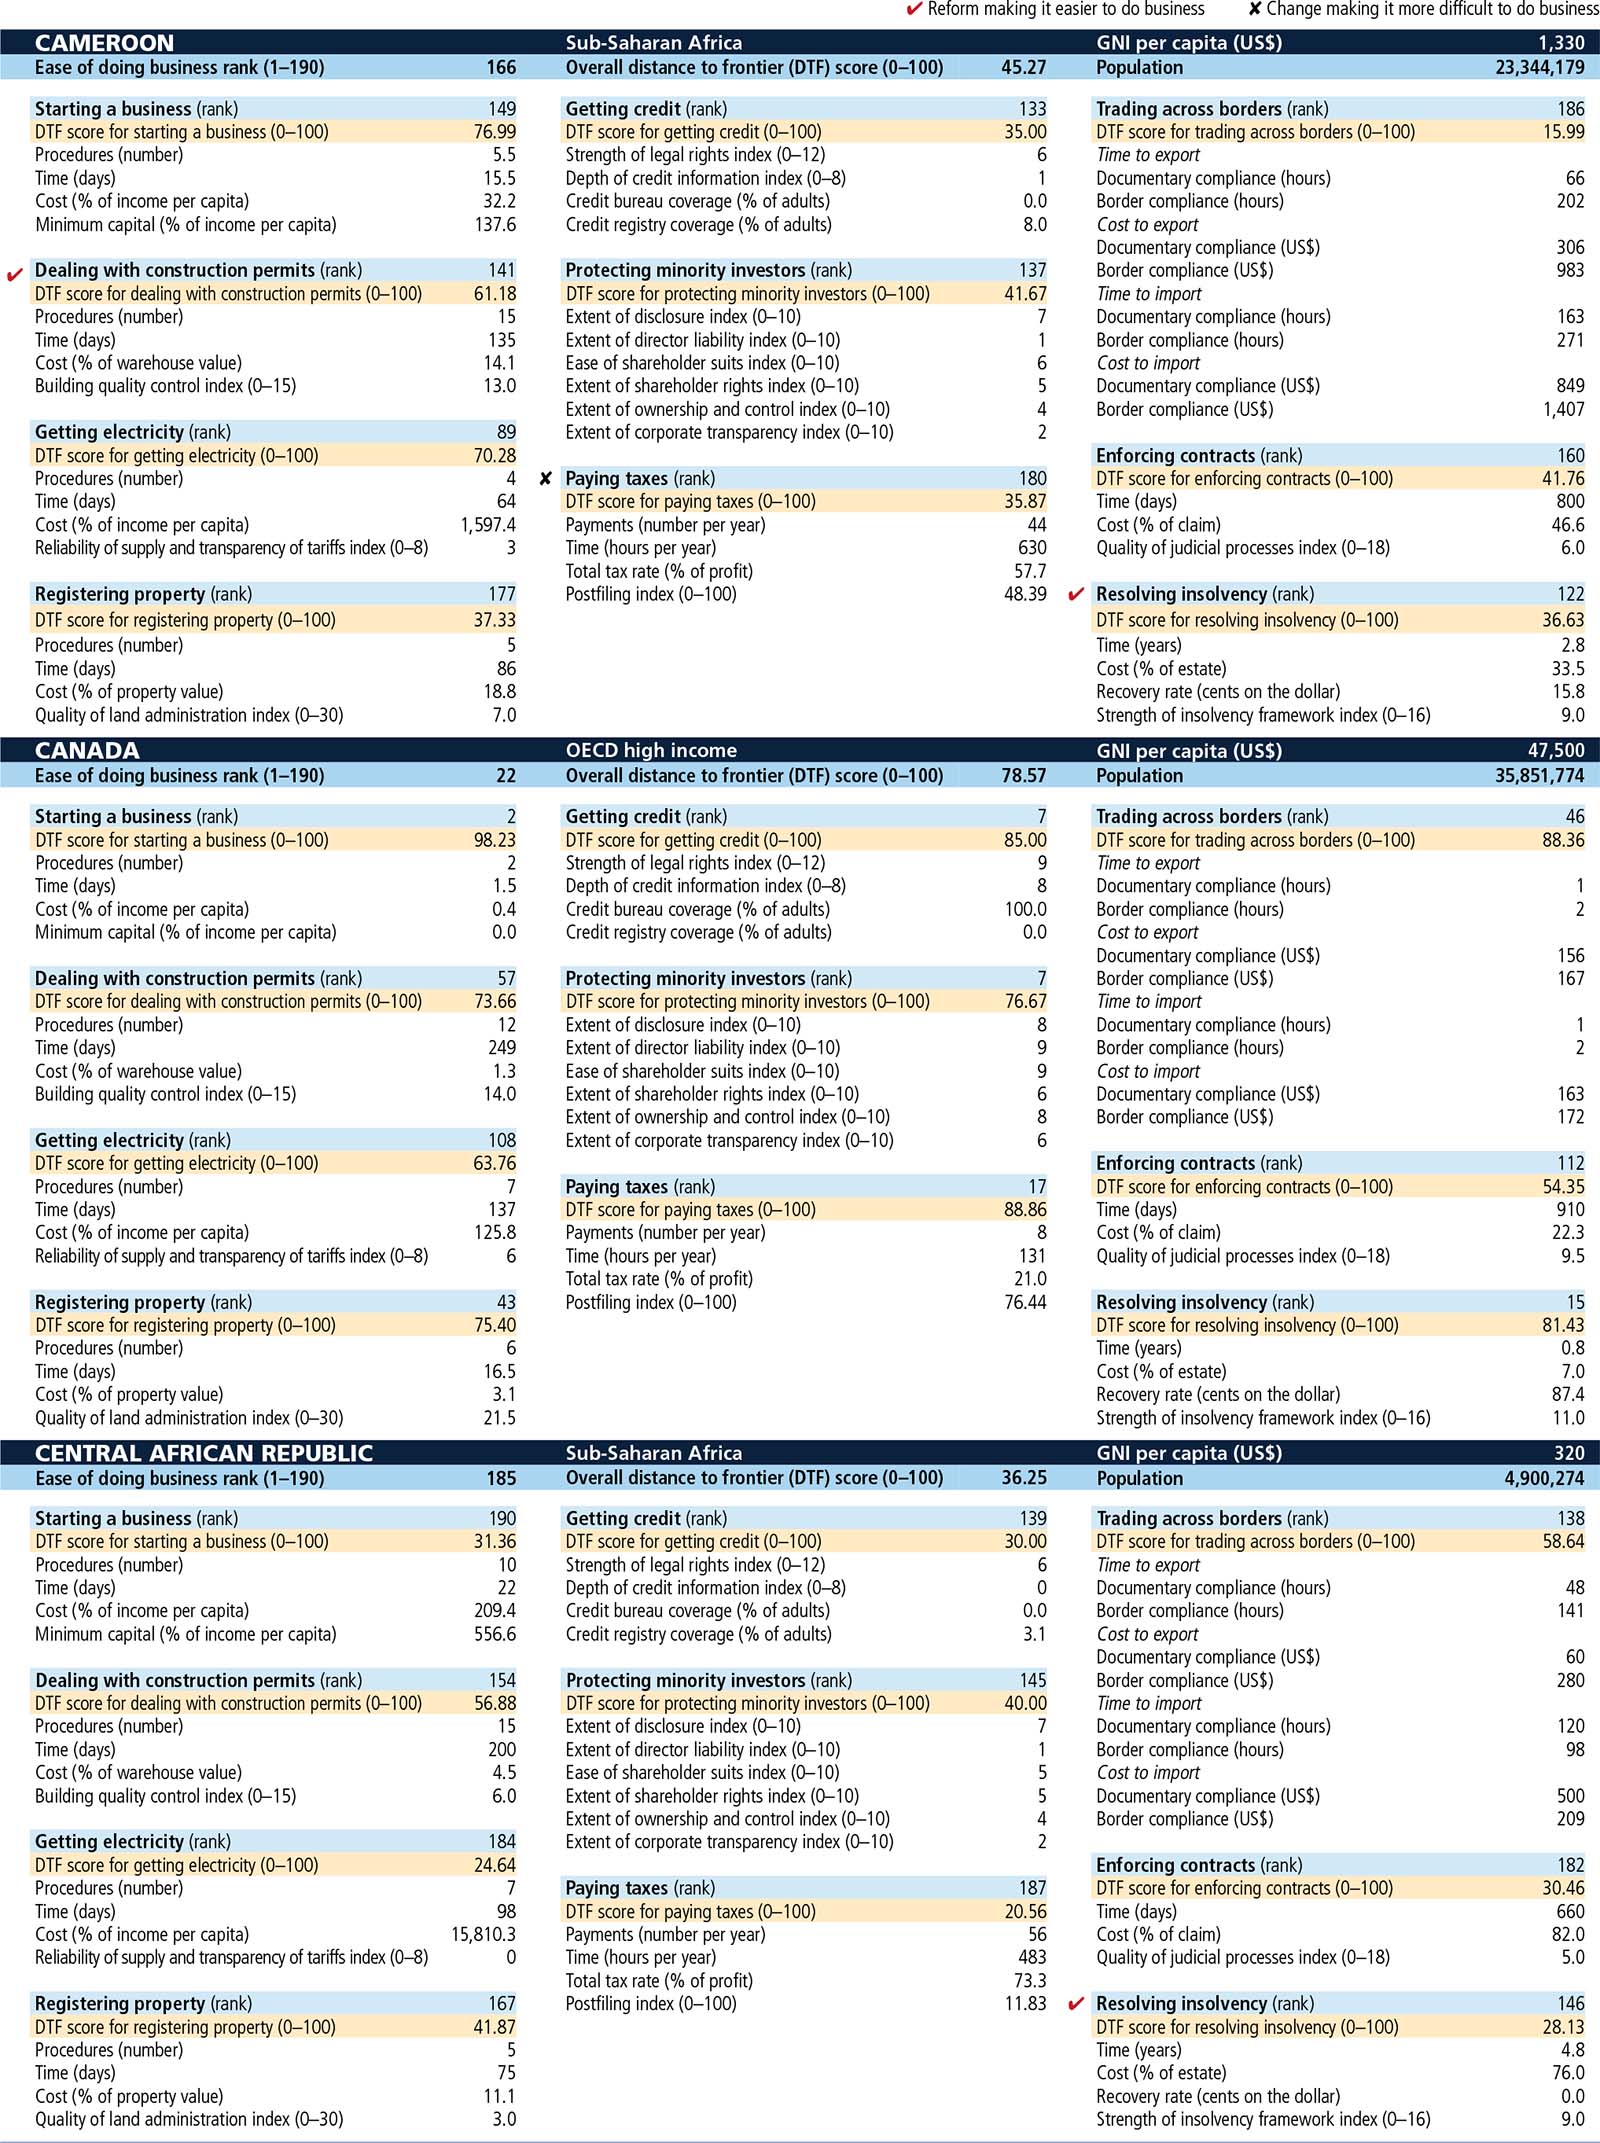 ✔ Reform making it easier to do business ✘ Change making it more difficult to do business
CAMEROON Sub-Saharan Africa GNI per capita (US$) 1,330
Ease of doing business rank (1–190) 166 Overall distance to frontier (DTF) score (0–100) 45.27 Population 23,344,179
Starting a business (rank) 149
DTF score for starting a business (0–100) 76.99
Procedures (number) 5.5
Time (days) 15.5
Cost (% of income per capita) 32.2
Minimum capital (% of income per capita) 137.6
✔ Dealing with construction permits (rank) 141
DTF score for dealing with construction permits (0–100) 61.18
Procedures (number) 15
Time (days) 135
Cost (% of warehouse value) 14.1
Building quality control index (0–15) 13.0
Getting electricity (rank) 89
DTF score for getting electricity (0–100) 70.28
Procedures (number) 4
Time (days) 64
Cost (% of income per capita) 1,597.4
Reliability of supply and transparency of tariffs index (0–8) 3
Registering property (rank) 177
DTF score for registering property (0–100) 37.33
Procedures (number) 5
Time (days) 86
Cost (% of property value) 18.8
Quality of land administration index (0–30) 7.0
Getting credit (rank) 133
DTF score for getting credit (0–100) 35.00
Strength of legal rights index (0–12) 6
Depth of credit information index (0–8) 1
Credit bureau coverage (% of adults) 0.0
Credit registry coverage (% of adults) 8.0
Protecting minority investors (rank) 137
DTF score for protecting minority investors (0–100) 41.67
Extent of disclosure index (0–10) 7
Extent of director liability index (0–10) 1
Ease of shareholder suits index (0–10) 6
Extent of shareholder rights index (0–10) 5
Extent of ownership and control index (0–10) 4
Extent of corporate transparency index (0–10) 2
✘ Paying taxes (rank) 180
DTF score for paying taxes (0–100) 35.87
Payments (number per year) 44
Time (hours per year) 630
Total tax rate (% of profit) 57.7
Postfiling index (0–100) 48.39
Trading across borders (rank) 186
DTF score for trading across borders (0–100) 15.99
Time to export
Documentary compliance (hours) 66
Border compliance (hours) 202
Cost to export
Documentary compliance (US$) 306
Border compliance (US$) 983
Time to import
Documentary compliance (hours) 163
Border compliance (hours) 271
Cost to import
Documentary compliance (US$) 849
Border compliance (US$) 1,407
Enforcing contracts (rank) 160
DTF score for enforcing contracts (0–100) 41.76
Time (days) 800
Cost (% of claim) 46.6
Quality of judicial processes index (0–18) 6.0
✔ Resolving insolvency (rank) 122
DTF score for resolving insolvency (0–100) 36.63
Time (years) 2.8
Cost (% of estate) 33.5
Recovery rate (cents on the dollar) 15.8
Strength of insolvency framework index (0–16) 9.0
CANADA OECD high income GNI per capita (US$) 47,500
Ease of doing business rank (1–190) 22 Overall distance to frontier (DTF) score (0–100) 78.57 Population 35,851,774
Starting a business (rank) 2
DTF score for starting a business (0–100) 98.23
Procedures (number) 2
Time (days) 1.5
Cost (% of income per capita) 0.4
Minimum capital (% of income per capita) 0.0
Dealing with construction permits (rank) 57
DTF score for dealing with construction permits (0–100) 73.66
Procedures (number) 12
Time (days) 249
Cost (% of warehouse value) 1.3
Building quality control index (0–15) 14.0
Getting electricity (rank) 108
DTF score for getting electricity (0–100) 63.76
Procedures (number) 7
Time (days) 137
Cost (% of income per capita) 125.8
Reliability of supply and transparency of tariffs index (0–8) 6
Registering property (rank) 43
DTF score for registering property (0–100) 75.40
Procedures (number) 6
Time (days) 16.5
Cost (% of property value) 3.1
Quality of land administration index (0–30) 21.5
Getting credit (rank) 7
DTF score for getting credit (0–100) 85.00
Strength of legal rights index (0–12) 9
Depth of credit information index (0–8) 8
Credit bureau coverage (% of adults) 100.0
Credit registry coverage (% of adults) 0.0
Protecting minority investors (rank) 7
DTF score for protecting minority investors (0–100) 76.67
Extent of disclosure index (0–10) 8
Extent of director liability index (0–10) 9
Ease of shareholder suits index (0–10) 9
Extent of shareholder rights index (0–10) 6
Extent of ownership and control index (0–10) 8
Extent of corporate transparency index (0–10) 6
Paying taxes (rank) 17
DTF score for paying taxes (0–100) 88.86
Payments (number per year) 8
Time (hours per year) 131
Total tax rate (% of profit) 21.0
Postfiling index (0–100) 76.44
Trading across borders (rank) 46
DTF score for trading across borders (0–100) 88.36
Time to export
Documentary compliance (hours) 1
Border compliance (hours) 2
Cost to export
Documentary compliance (US$) 156
Border compliance (US$) 167
Time to import
Documentary compliance (hours) 1
Border compliance (hours) 2
Cost to import
Documentary compliance (US$) 163
Border compliance (US$) 172
Enforcing contracts (rank) 112
DTF score for enforcing contracts (0–100) 54.35
Time (days) 910
Cost (% of claim) 22.3
Quality of judicial processes index (0–18) 9.5
Resolving insolvency (rank) 15
DTF score for resolving insolvency (0–100) 81.43
Time (years) 0.8
Cost (% of estate) 7.0
Recovery rate (cents on the dollar) 87.4
Strength of insolvency framework index (0–16) 11.0
CENTRAL AFRICAN REPUBLIC Sub-Saharan Africa GNI per capita (US$) 320
Ease of doing business rank (1–190) 185 Overall distance to frontier (DTF) score (0–100) 36.25 Population 4,900,274
Starting a business (rank) 190
DTF score for starting a business (0–100) 31.36
Procedures (number) 10
Time (days) 22
Cost (% of income per capita) 209.4
Minimum capital (% of income per capita) 556.6
Dealing with construction permits (rank) 154
DTF score for dealing with construction permits (0–100) 56.88
Procedures (number) 15
Time (days) 200
Cost (% of warehouse value) 4.5
Building quality control index (0–15) 6.0
Getting electricity (rank) 184
DTF score for getting electricity (0–100) 24.64
Procedures (number) 7
Time (days) 98
Cost (% of income per capita) 15,810.3
Reliability of supply and transparency of tariffs index (0–8) 0
Registering property (rank) 167
DTF score for registering property (0–100) 41.87
Procedures (number) 5
Time (days) 75
Cost (% of property value) 11.1
Quality of land administration index (0–30) 3.0
Getting credit (rank) 139
DTF score for getting credit (0–100) 30.00
Strength of legal rights index (0–12) 6
Depth of credit information index (0–8) 0
Credit bureau coverage (% of adults) 0.0
Credit registry coverage (% of adults) 3.1
Protecting minority investors (rank) 145
DTF score for protecting minority investors (0–100) 40.00
Extent of disclosure index (0–10) 7
Extent of director liability index (0–10) 1
Ease of shareholder suits index (0–10) 5
Extent of shareholder rights index (0–10) 5
Extent of ownership and control index (0–10) 4
Extent of corporate transparency index (0–10) 2
Paying taxes (rank) 187
DTF score for paying taxes (0–100) 20.56
Payments (number per year) 56
Time (hours per year) 483
Total tax rate (% of profit) 73.3
Postfiling index (0–100) 11.83
Trading across borders (rank) 138
DTF score for trading across borders (0–100) 58.64
Time to export
Documentary compliance (hours) 48
Border compliance (hours) 141
Cost to export
Documentary compliance (US$) 60
Border compliance (US$) 280
Time to import
Documentary compliance (hours) 120
Border compliance (hours) 98
Cost to import
Documentary compliance (US$) 500
Border compliance (US$) 209
Enforcing contracts (rank) 182
DTF score for enforcing contracts (0–100) 30.46
Time (days) 660
Cost (% of claim) 82.0
Quality of judicial processes index (0–18) 5.0
✔ Resolving insolvency (rank) 146
DTF score for resolving insolvency (0–100) 28.13
Time (years) 4.8
Cost (% of estate) 76.0
Recovery rate (cents on the dollar) 0.0
Strength of insolvency framework index (0–16) 9.0